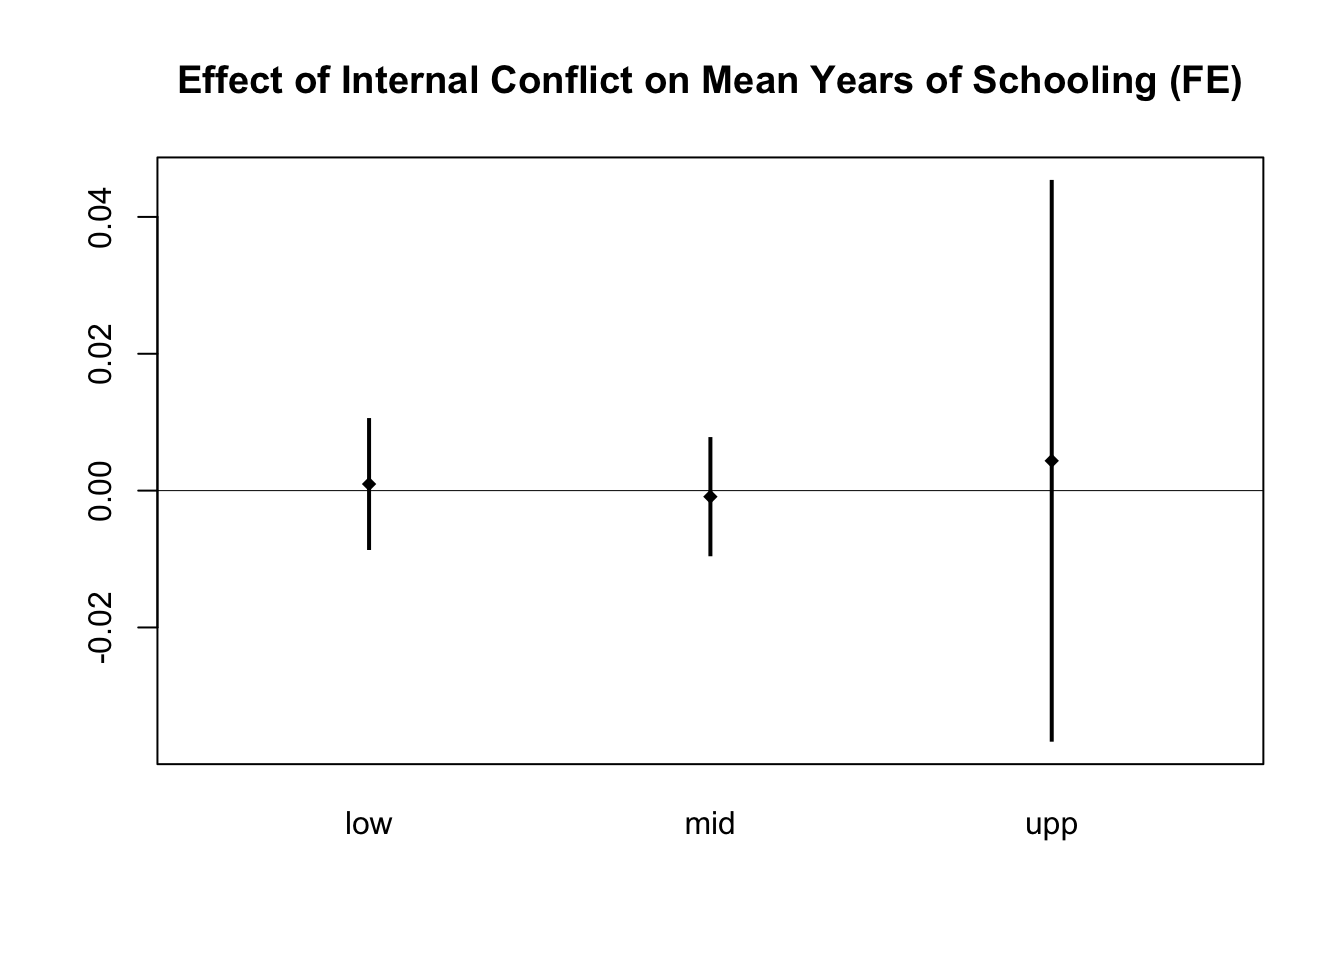 Effect of Internal Conflict on Mean Years of Schooling (FE)
0.04
0.02
0.00
-0.02
low mid upp